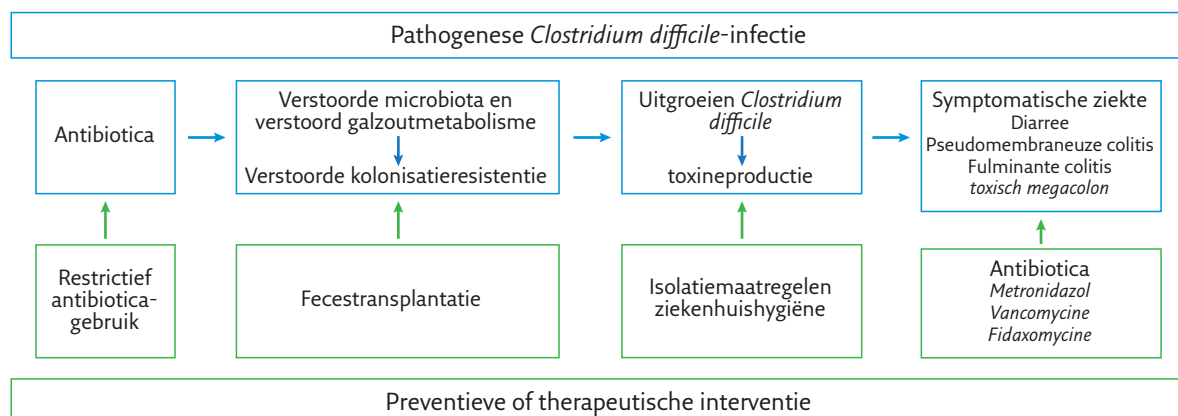 Pathogenese Clostridium difficile-infectie
Antibiotica
Verstoorde microbiota en
verstoord galzoutmetabolisme
Verstoorde kolonisatieresistentie
Uitgroeien Clostridium
difficile
toxineproductie
Symptomatische ziekte
Diarree
Pseudomembraneuze colitis
Fulminante colitis
toxisch megacolon
Restrictief
antibiotica-
gebruik
Fecestransplantatie
Isolatiemaatregelen
ziekenhuishygiëne
Antibiotica
Metronidazol
Vancomycine
Fidaxomycine
Preventieve of therapeutische interventie